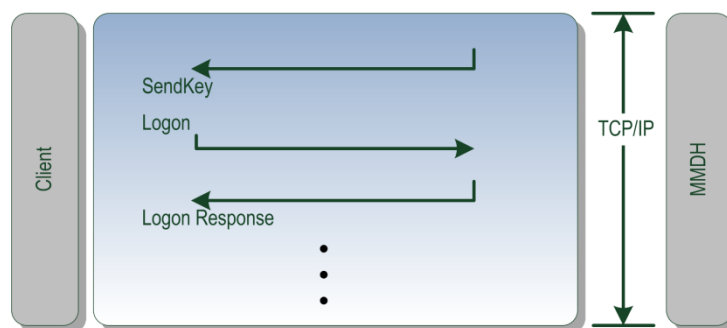 Client
SendKey
Logon
Logon Response
TCP/IP
MMDH